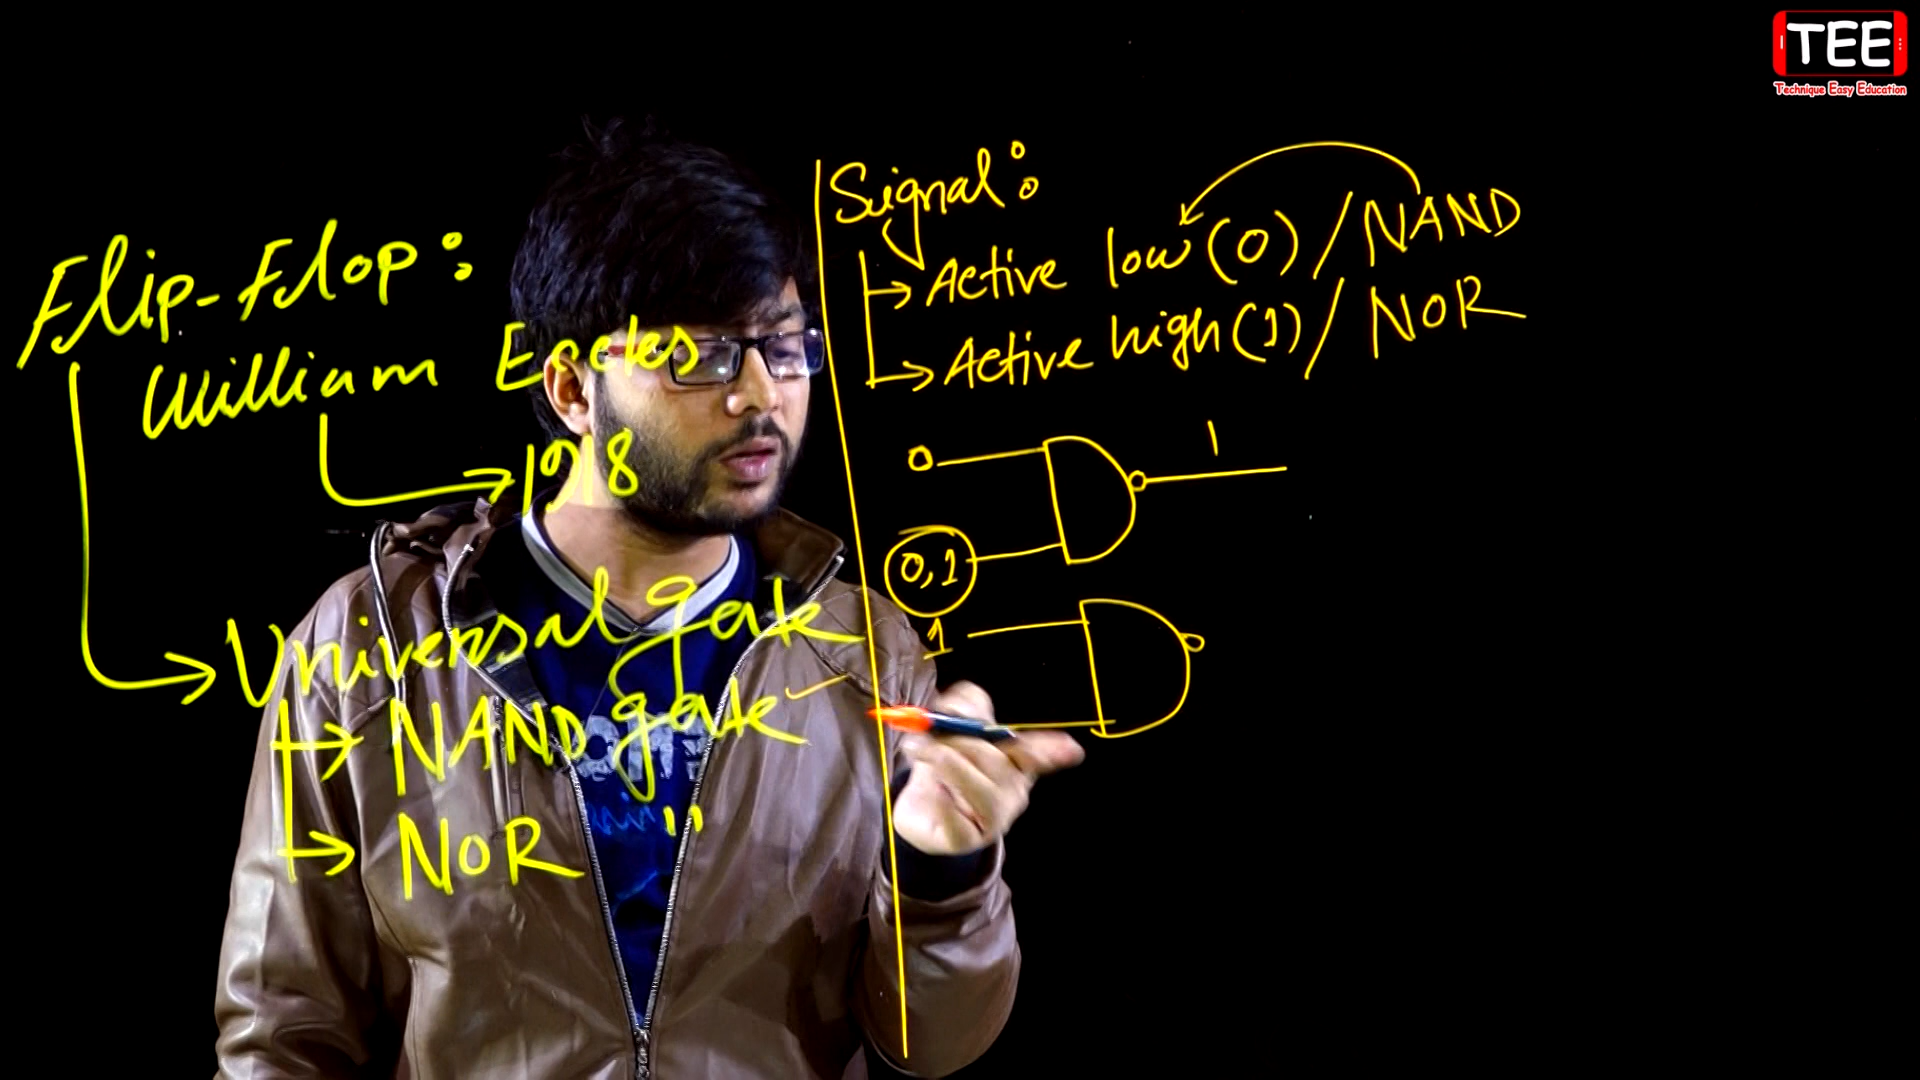 TEE
Technique Easy Education
Flip-Flop:
William Eccles
1918
Universal gate
NAND gate
NOR "
Signal:
Active low (0) / NAND
Active high (1) / NOR
0
1
0,1
1